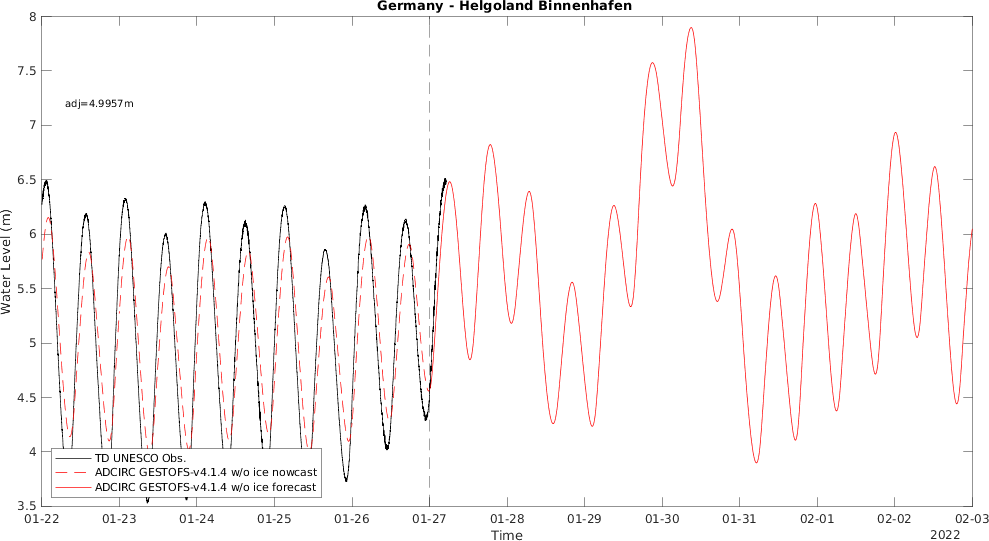 Germany - Helgoland Binnenhafen
8
7.5
adj=4.9957m
7
6.5
6
5.5
5
4.5
4
3.5
Water Level (m)
TD UNESCO Obs.
ADCIRC GESTOFS-v4.1.4 w/o ice nowcast
ADCIRC GESTOFS-v4.1.4 w/o ice forecast
01-22 01-23 01-24 01-25 01-26 01-27 01-28 01-29 01-30 01-31 02-01 02-02 02-03
Time
2022